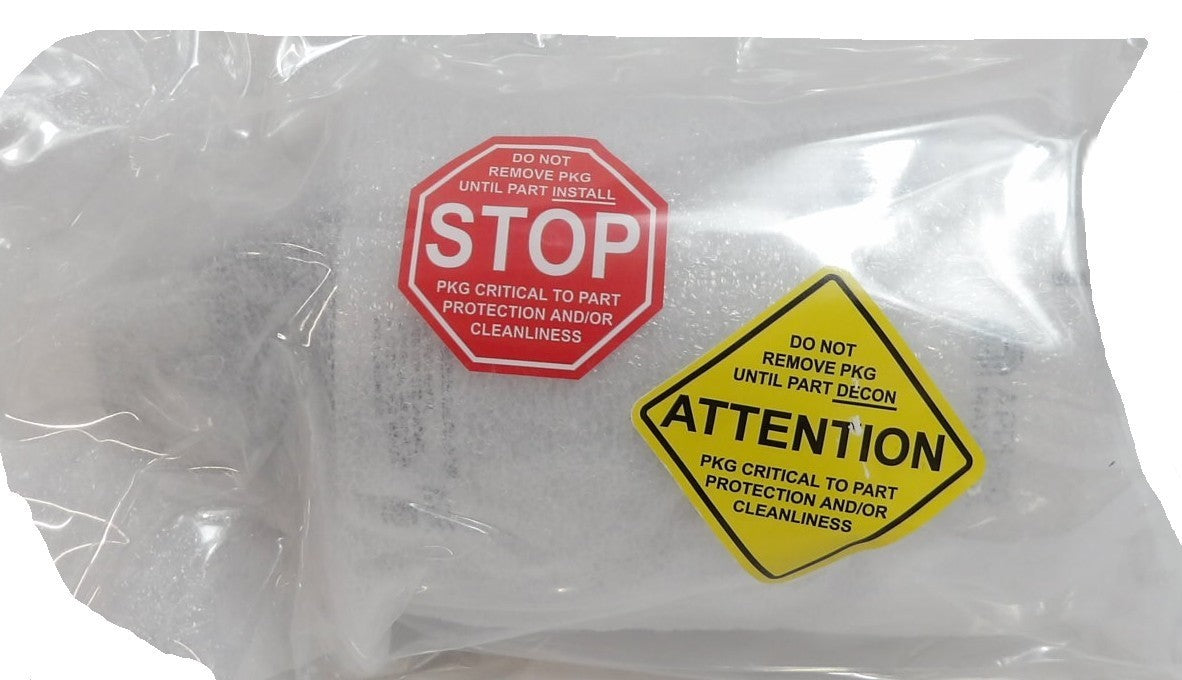 DO NOT
REMOVE PKG
UNTIL PART INSTALL
STOP
PKG CRITICAL TO PART
PROTECTION AND/OR
CLEANLINESS
DO NOT
REMOVE PKG
UNTIL PART DECON
ATTENTION
PKG CRITICAL TO PART
PROTECTION AND/OR
CLEANLINESS